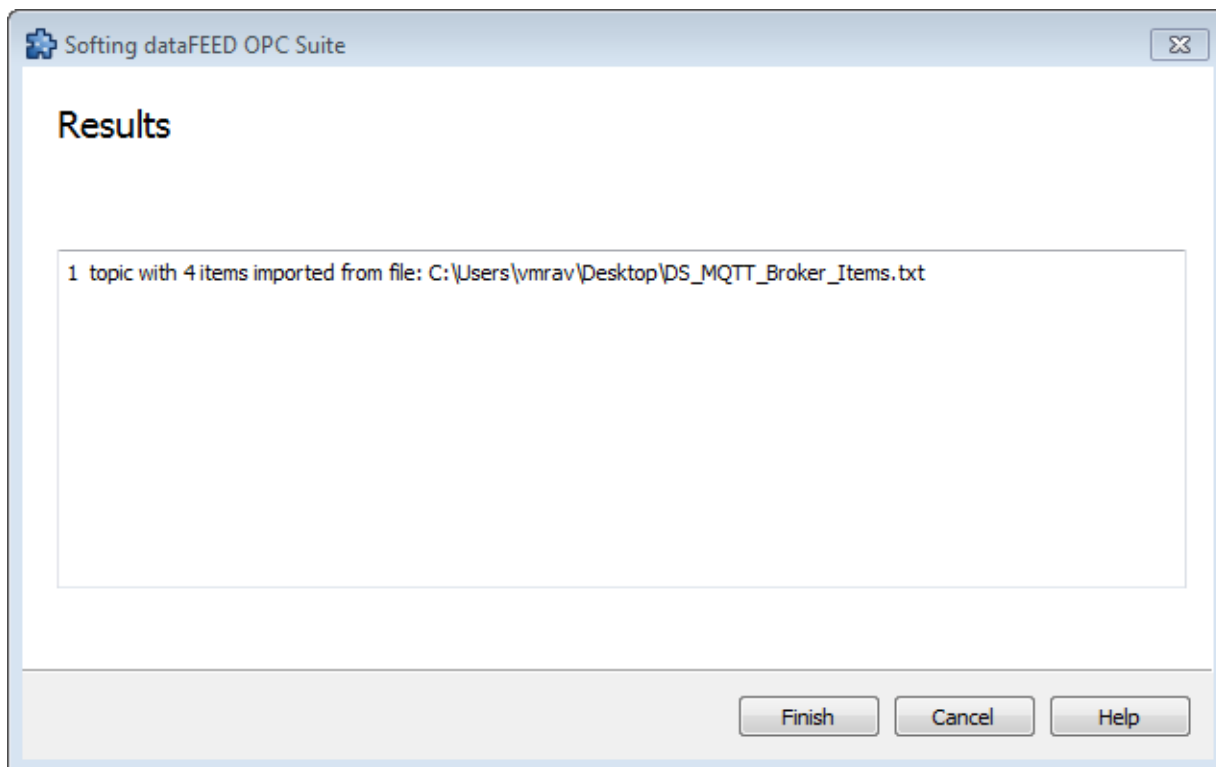 Softing dataFEED OPC Suite
Results
1 topic with 4 items imported from file: C:\Users\vmrav\Desktop\DS_MQTT_Broker_Items.txt
Finish Cancel Help